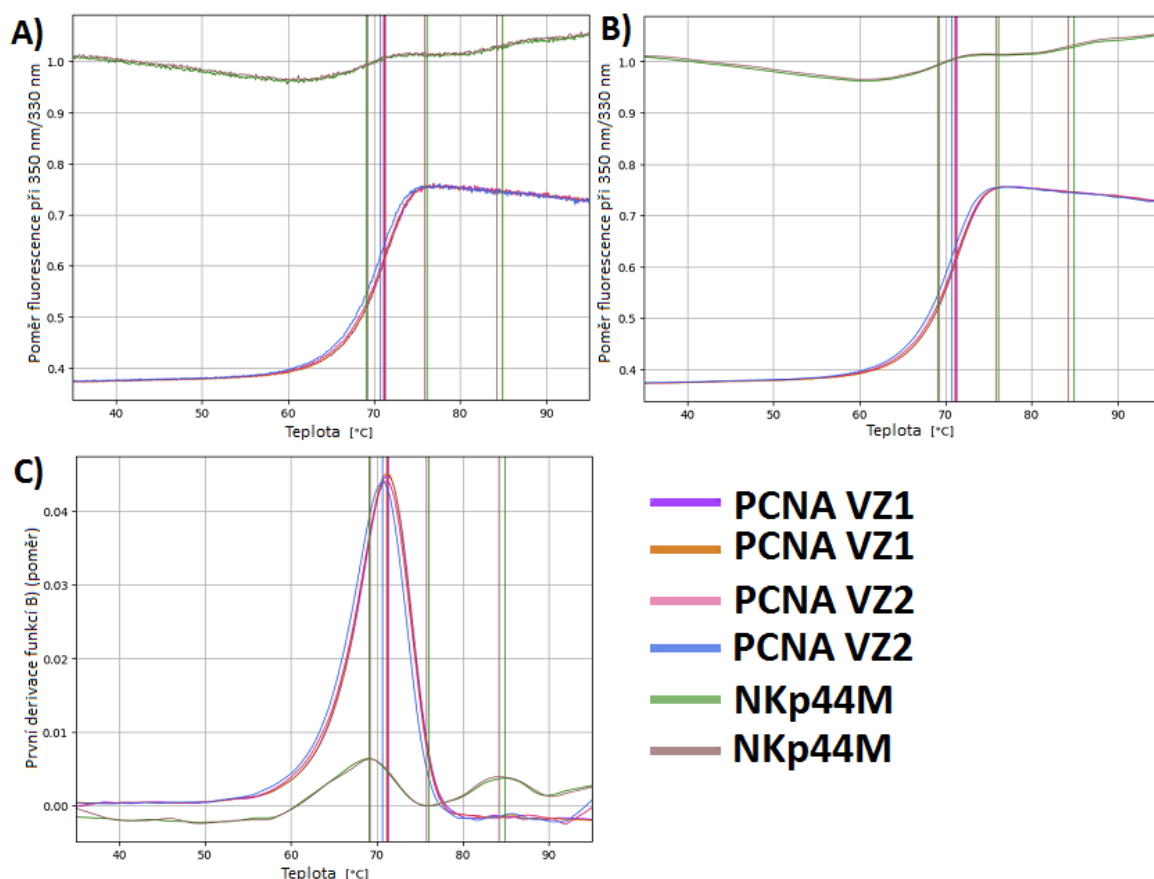 A)
Poměr fluorescence při 350 nm/330 nm
1.0
0.9
0.8
0.7
0.6
0.5
0.4
40 50 60 70 80 90
Teplota [°C]
B)
Poměr fluorescence při 350 nm/330 nm
1.0
0.9
0.8
0.7
0.6
0.5
0.4
40 50 60 70 80 90
Teplota [°C]
C)
První derivace funkcí B) (poměr)
0.04
0.03
0.02
0.01
0.00
40 50 60 70 80 90
Teplota [°C]
PCNA VZ1
PCNA VZ1
PCNA VZ2
PCNA VZ2
NKp44M
NKp44M